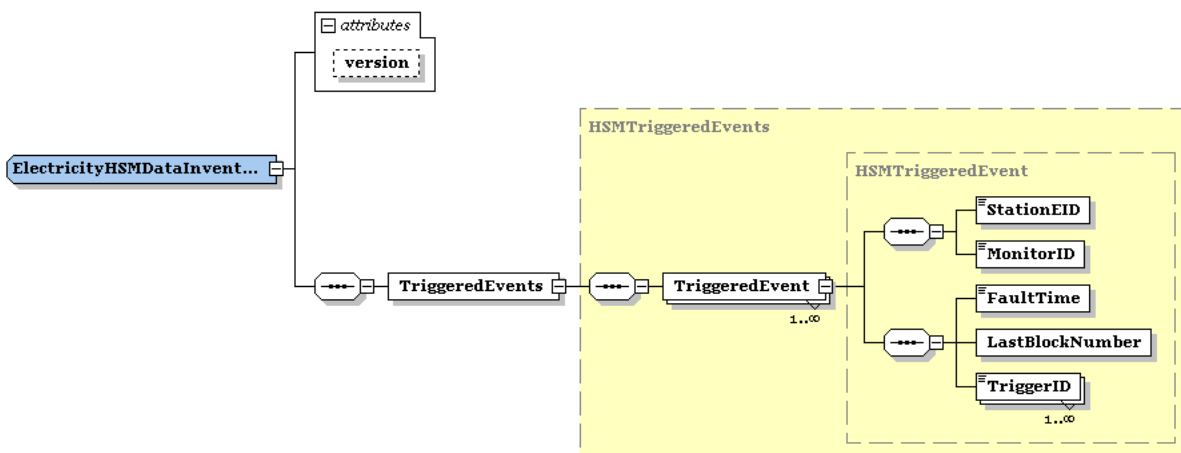 attributes
version
HSMTriggeredEvents
ElectricityHSMDataInvent...
HSMTriggeredEvent
StationEID
MonitorID
TriggeredEvents
TriggeredEvent
1..∞
FaultTime
LastBlockNumber
TriggerID
1..∞